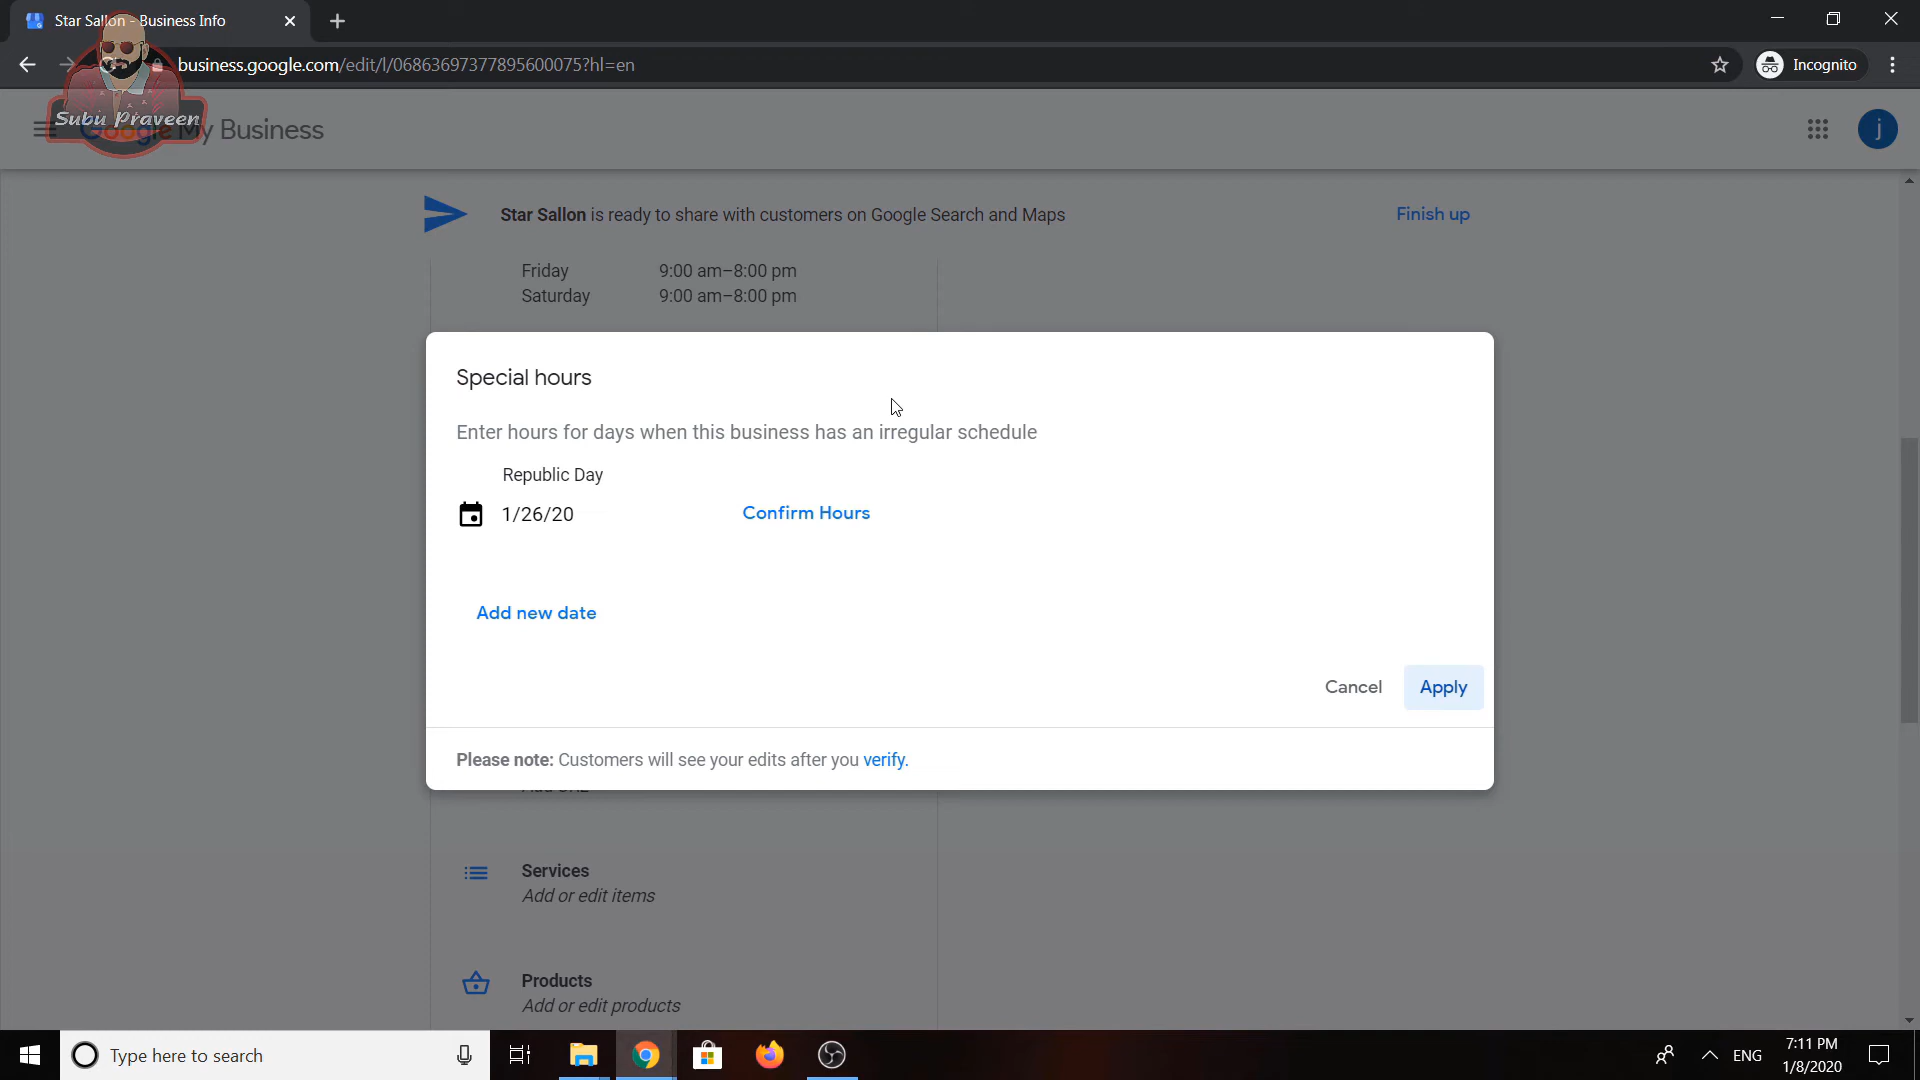 Star Sallon - Business Info
business.google.com/edit/l/06863697377895600075?hl=en
Incognito
Subu Praveen
Google My Business
j
Star Sallon is ready to share with customers on Google Search and Maps
Finish up
Friday 9:00 am–8:00 pm
Saturday 9:00 am–8:00 pm
Special hours
Enter hours for days when this business has an irregular schedule
Republic Day
1/26/20 Confirm Hours
Add new date
Cancel Apply
Please note: Customers will see your edits after you verify.
Services
Add or edit items
Products
Add or edit products
Type here to search
ENG
7:11 PM
1/8/2020